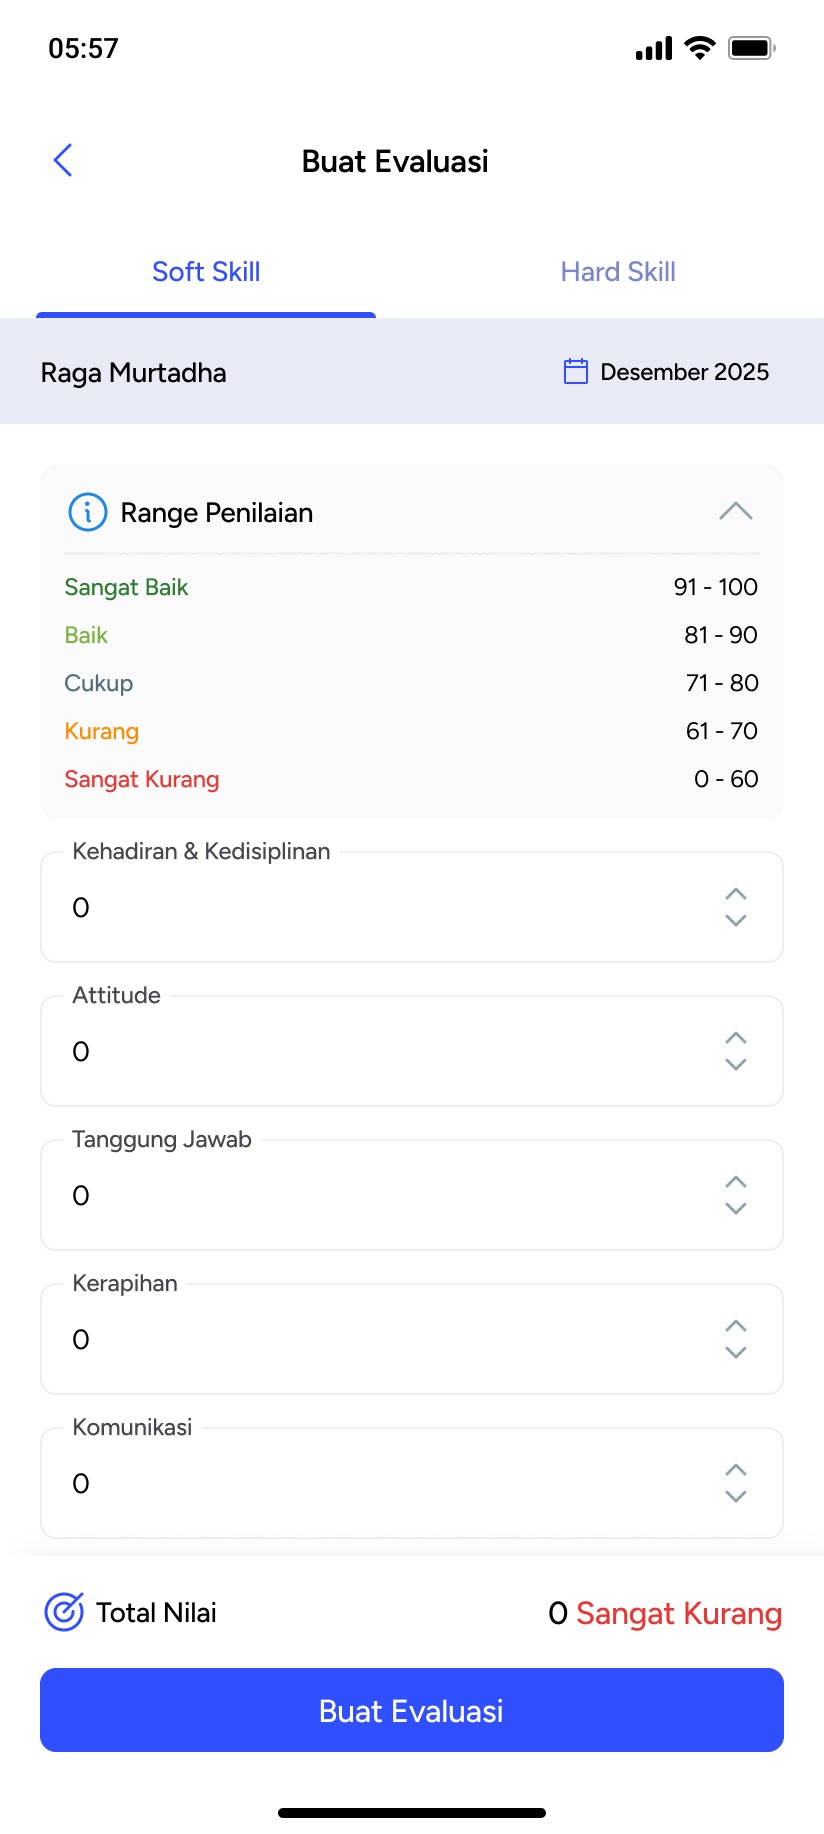 05:57
Buat Evaluasi
Soft Skill
Hard Skill
Raga Murtadha
Desember 2025
Range Penilaian
Sangat Baik 91 - 100
Baik 81 - 90
Cukup 71 - 80
Kurang 61 - 70
Sangat Kurang 0 - 60
Kehadiran & Kedisiplinan
0
Attitude
0
Tanggung Jawab
0
Kerapihan
0
Komunikasi
0
Total Nilai 0 Sangat Kurang
Buat Evaluasi